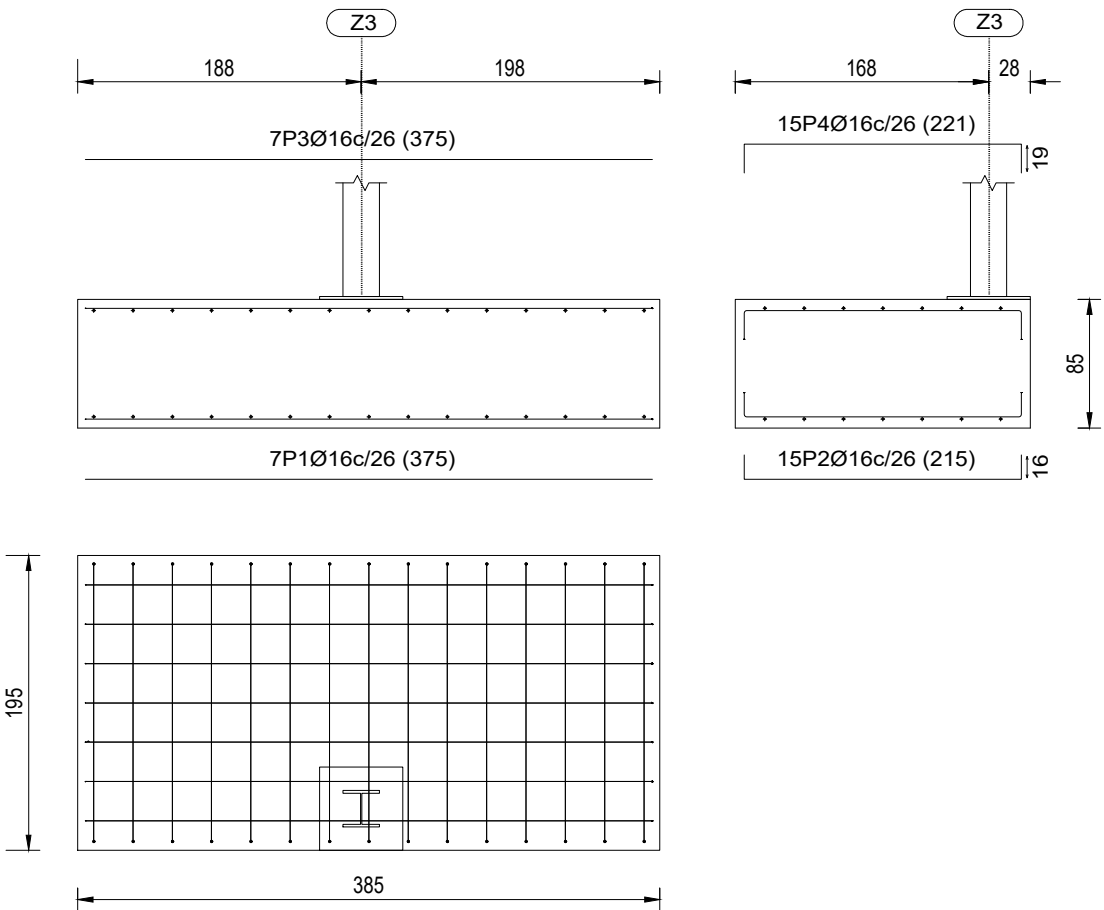 Z3
Z3
188
198
168
28
7P3Ø16c/26 (375)
15P4Ø16c/26 (221)
19
85
7P1Ø16c/26 (375)
15P2Ø16c/26 (215)
16
195
385